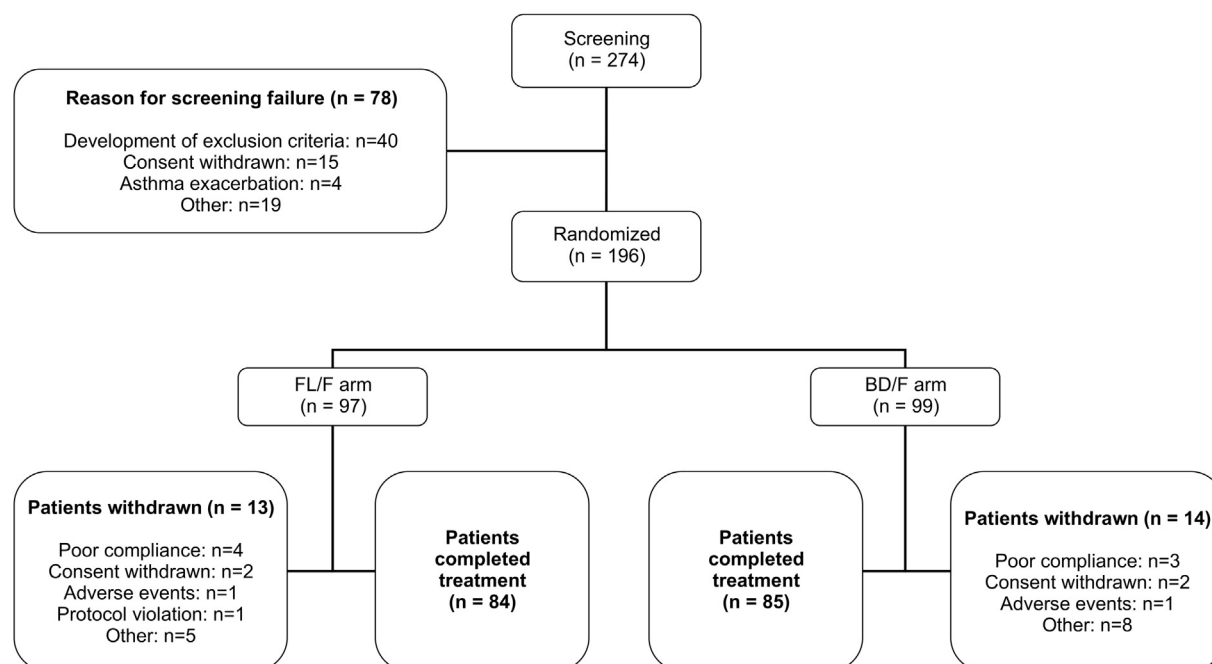 Screening
(n = 274)
Reason for screening failure (n = 78)
Development of exclusion criteria: n=40
Consent withdrawn: n=15
Asthma exacerbation: n=4
Other: n=19
Randomized
(n = 196)
FL/F arm
(n = 97)
BD/F arm
(n = 99)
Patients withdrawn (n = 13)
Poor compliance: n=4
Consent withdrawn: n=2
Adverse events: n=1
Protocol violation: n=1
Other: n=5
Patients
completed
treatment
(n = 84)
Patients
completed
treatment
(n = 85)
Patients withdrawn (n = 14)
Poor compliance: n=3
Consent withdrawn: n=2
Adverse events: n=1
Other: n=8